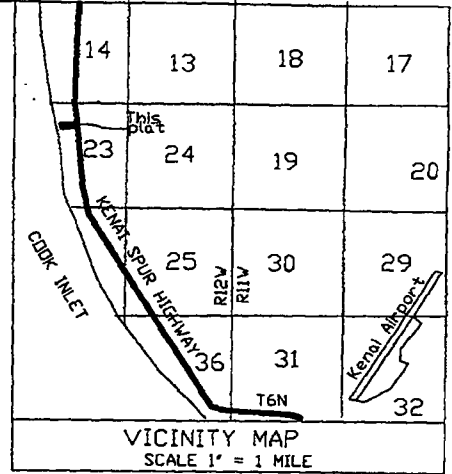 14 13 18 17
This
plat
23 24 19 20
KENAI SPUR HIGHWAY
COOK INLET
25 R12W R11W 30 29
Kenai Airport
36 31 32
T6N
VICINITY MAP
SCALE 1" = 1 MILE